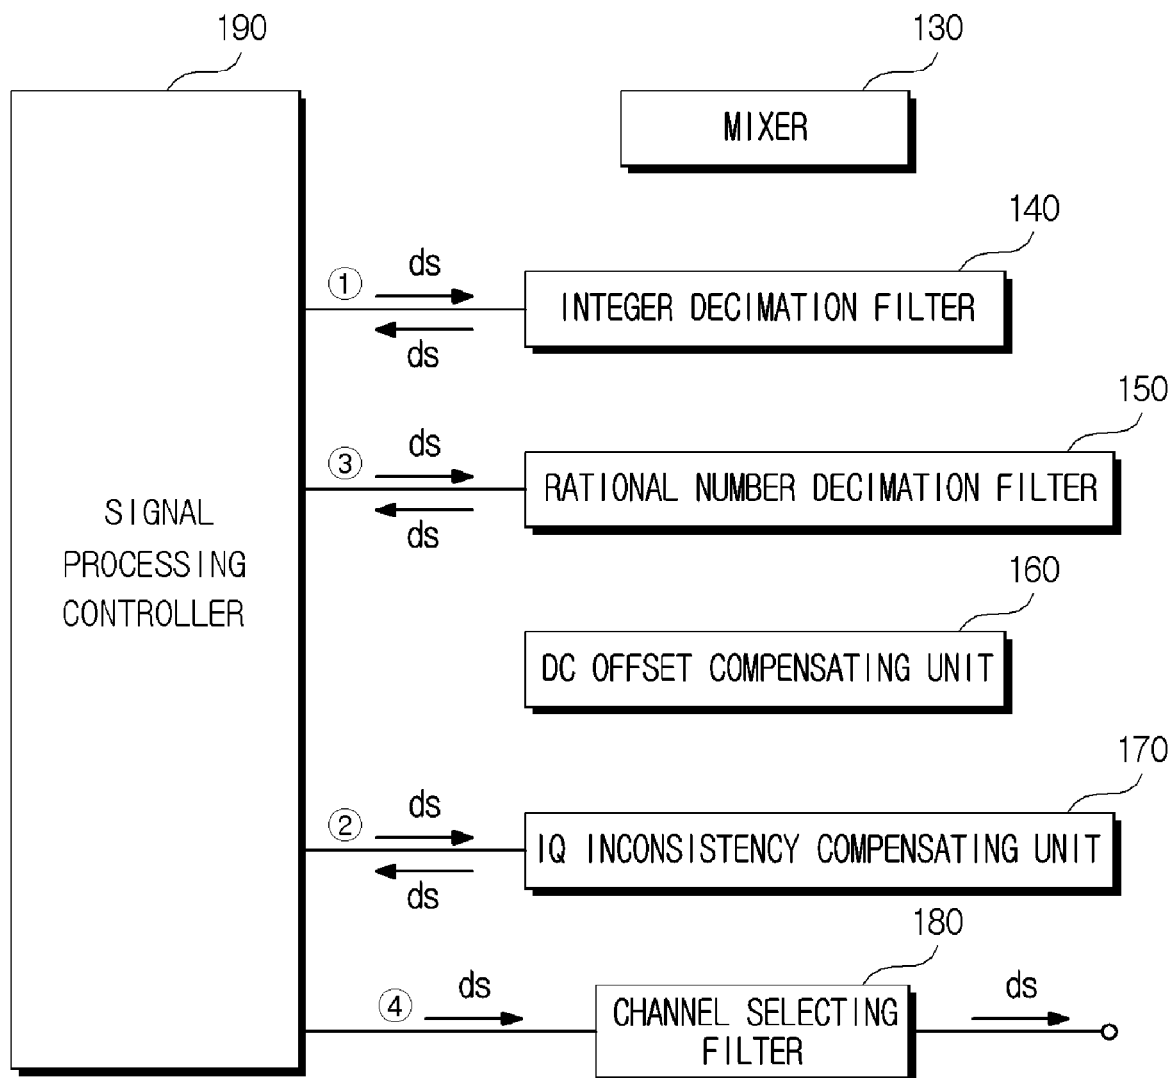 190
130
MIXER
140
① ds
INTEGER DECIMATION FILTER
ds
150
③ ds
RATIONAL NUMBER DECIMATION FILTER
ds
SIGNAL
PROCESSING
CONTROLLER
160
DC OFFSET COMPENSATING UNIT
170
② ds
IQ INCONSISTENCY COMPENSATING UNIT
ds
180
④ ds
CHANNEL SELECTING
FILTER
ds